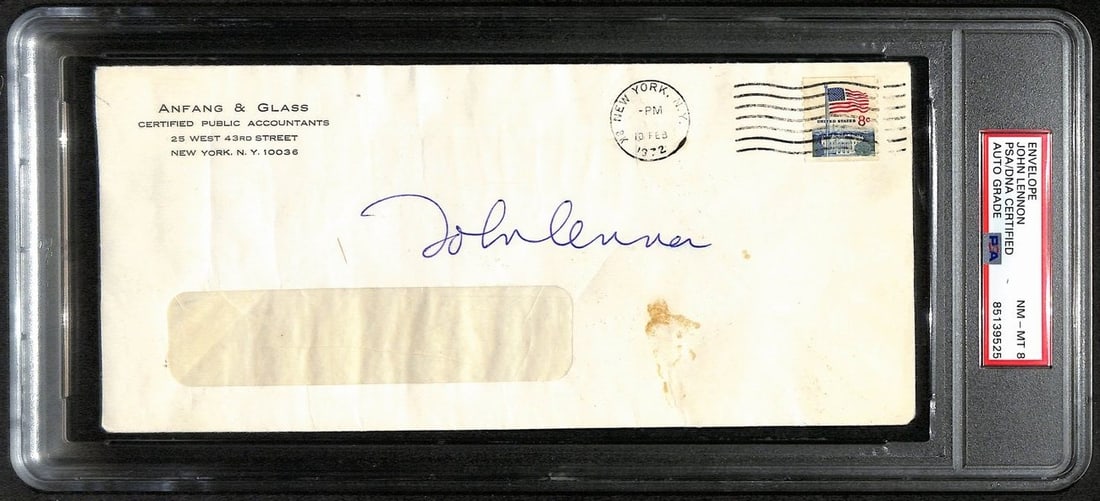 ANFANG & GLASS
CERTIFIED PUBLIC ACCOUNTANTS
25 WEST 43RD STREET
NEW YORK, N. Y. 10036
NEW YORK, N.Y.
-PM
10 FEB
1972
UNITED STATES 8c
John Lennon
ENVELOPE
JOHN LENNON
PSA/DNA CERTIFIED
AUTO GRADE
NM – MT 8
85139525
PSA